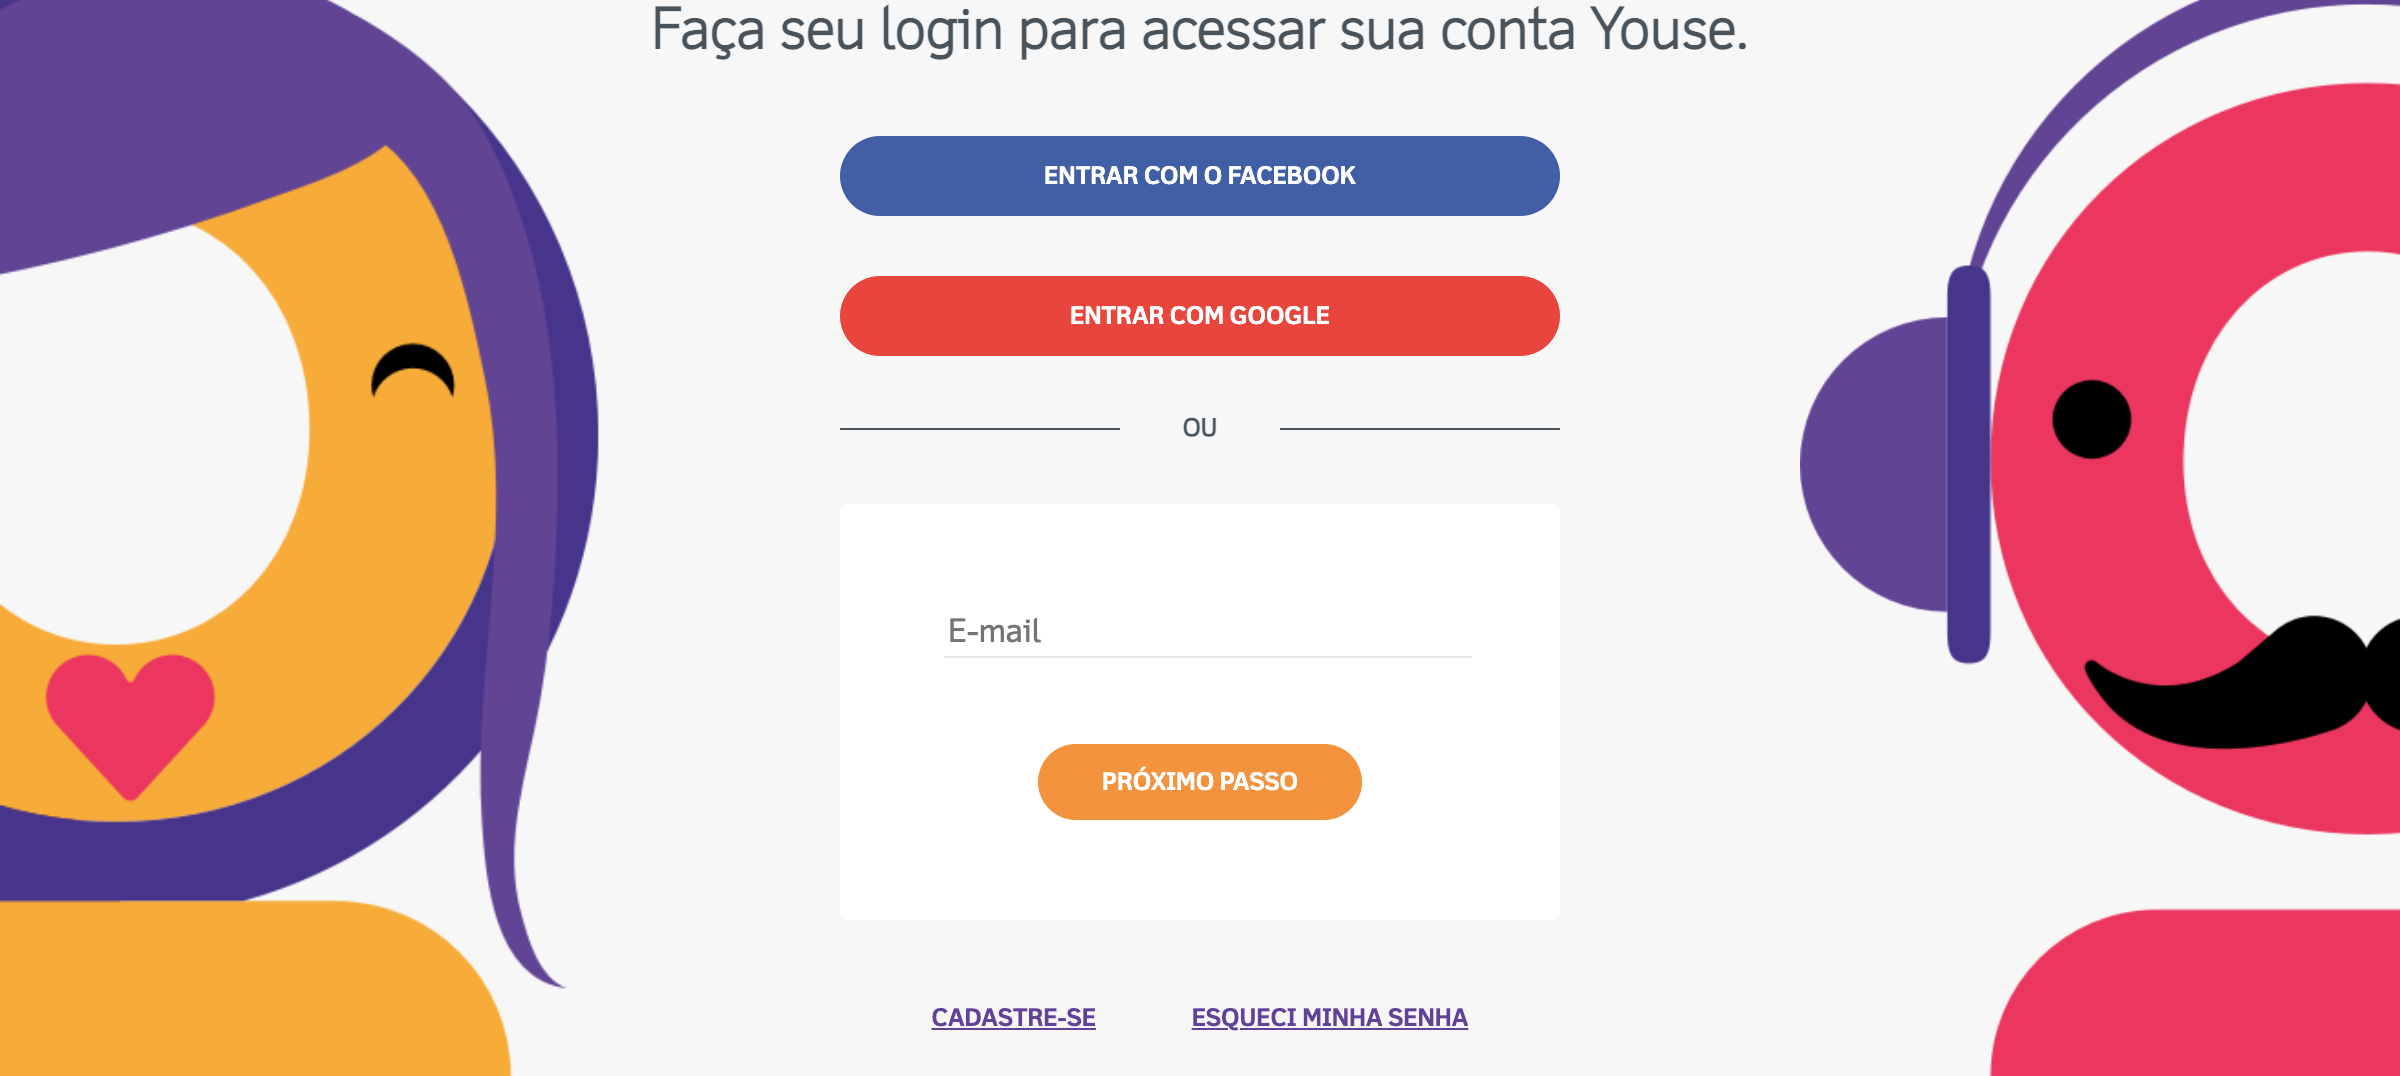 Faça seu login para acessar sua conta Youse.
ENTRAR COM O FACEBOOK
ENTRAR COM GOOGLE
OU
E-mail
PRÓXIMO PASSO
CADASTRE-SE
ESQUECI MINHA SENHA